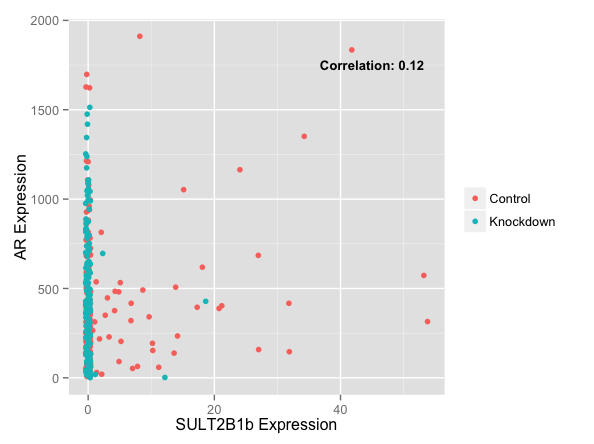 2000
Correlation: 0.12
1500
1000
500
0
AR Expression
0 20 40
SULT2B1b Expression
Control
Knockdown